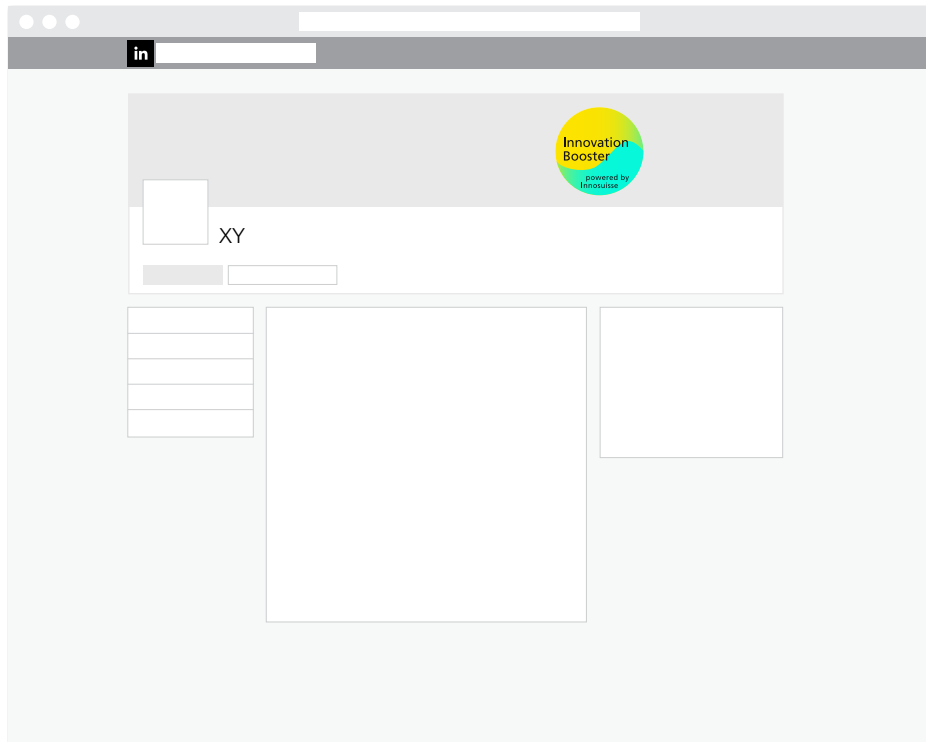 in
Innovation
Booster
powered by
Innosuisse
XY